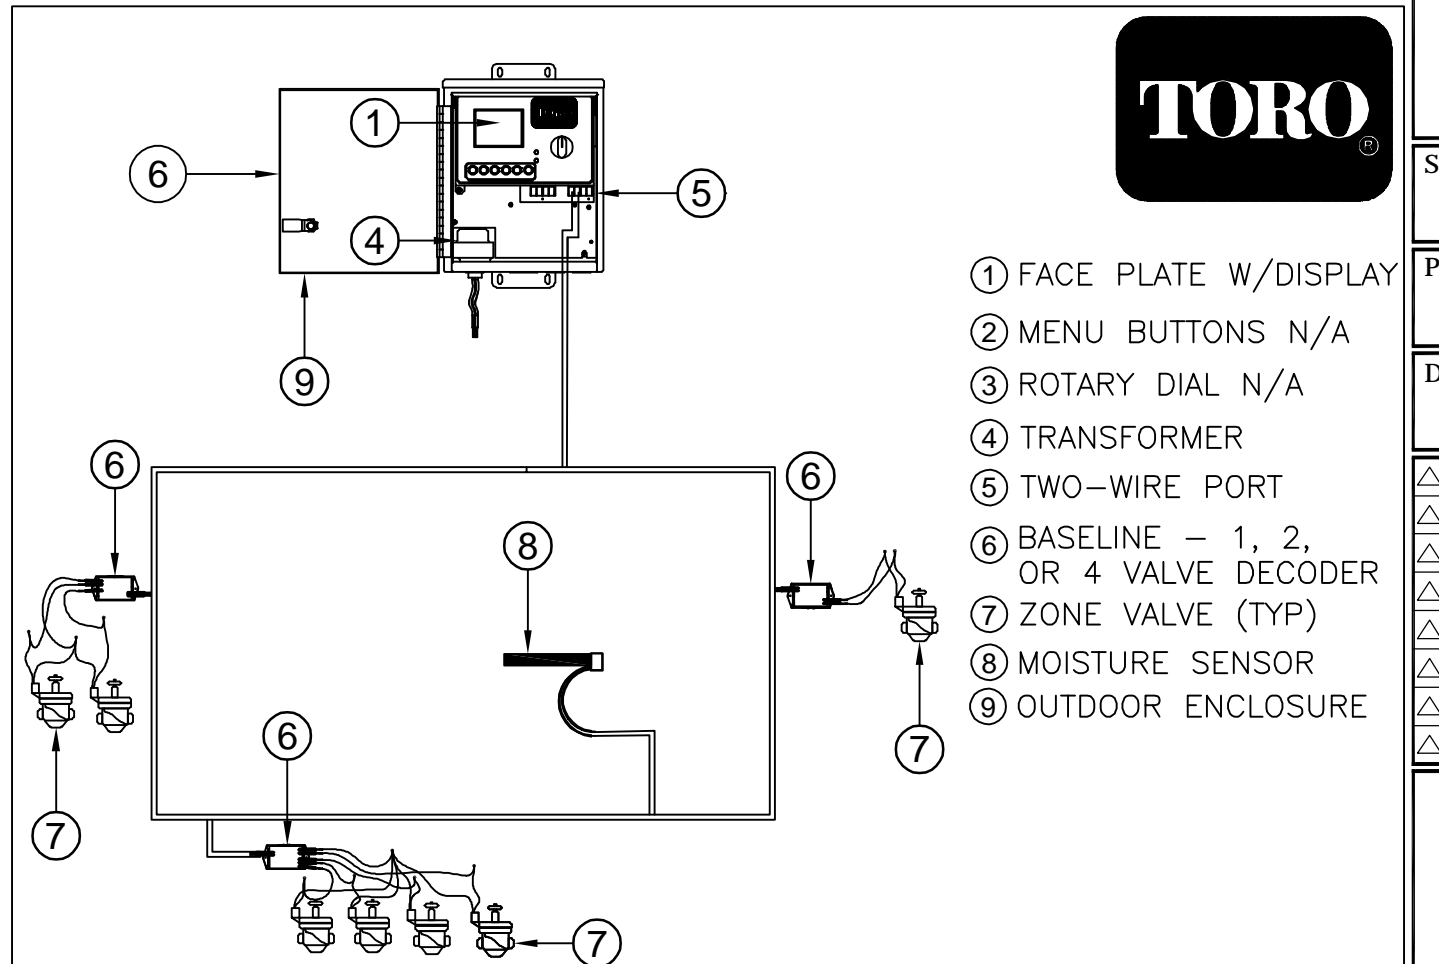 TORO
®
1
6
5
4
9
① FACE PLATE W/DISPLAY
② MENU BUTTONS N/A
③ ROTARY DIAL N/A
④ TRANSFORMER
⑤ TWO-WIRE PORT
⑥ BASELINE - 1, 2,
OR 4 VALVE DECODER
⑦ ZONE VALVE (TYP)
⑧ MOISTURE SENSOR
⑨ OUTDOOR ENCLOSURE
6
6
8
6
7
7
7
S
P
D